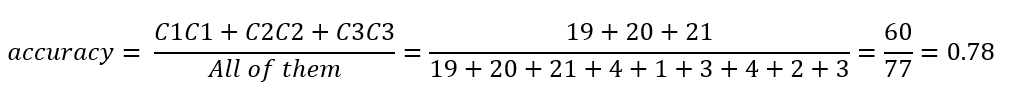 accuracy = C1C1 + C2C2 + C3C3 / All of them = 19 + 20 + 21 / 19 + 20 + 21 + 4 + 1 + 3 + 4 + 2 + 3 = 60 / 77 = 0.78